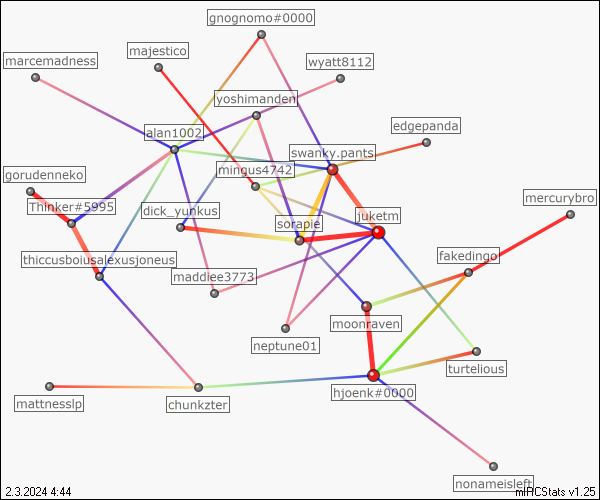 gnognomo#0000
majestico
marcemadness
wyatt8112
yoshimanden
edgepanda
alan1002
swanky.pants
mingus4742
gorudenneko
mercurybro
Thinker#5995
dick_yunkus
juketm
sorapie
fakedingo
thiccusboiusalexusjoneus
maddiee3773
moonraven
neptune01
turtelious
hjoenk#0000
mattnesslp
chunkzter
nonameisleft
2.3.2024 4:44
mIRCStats v1.25